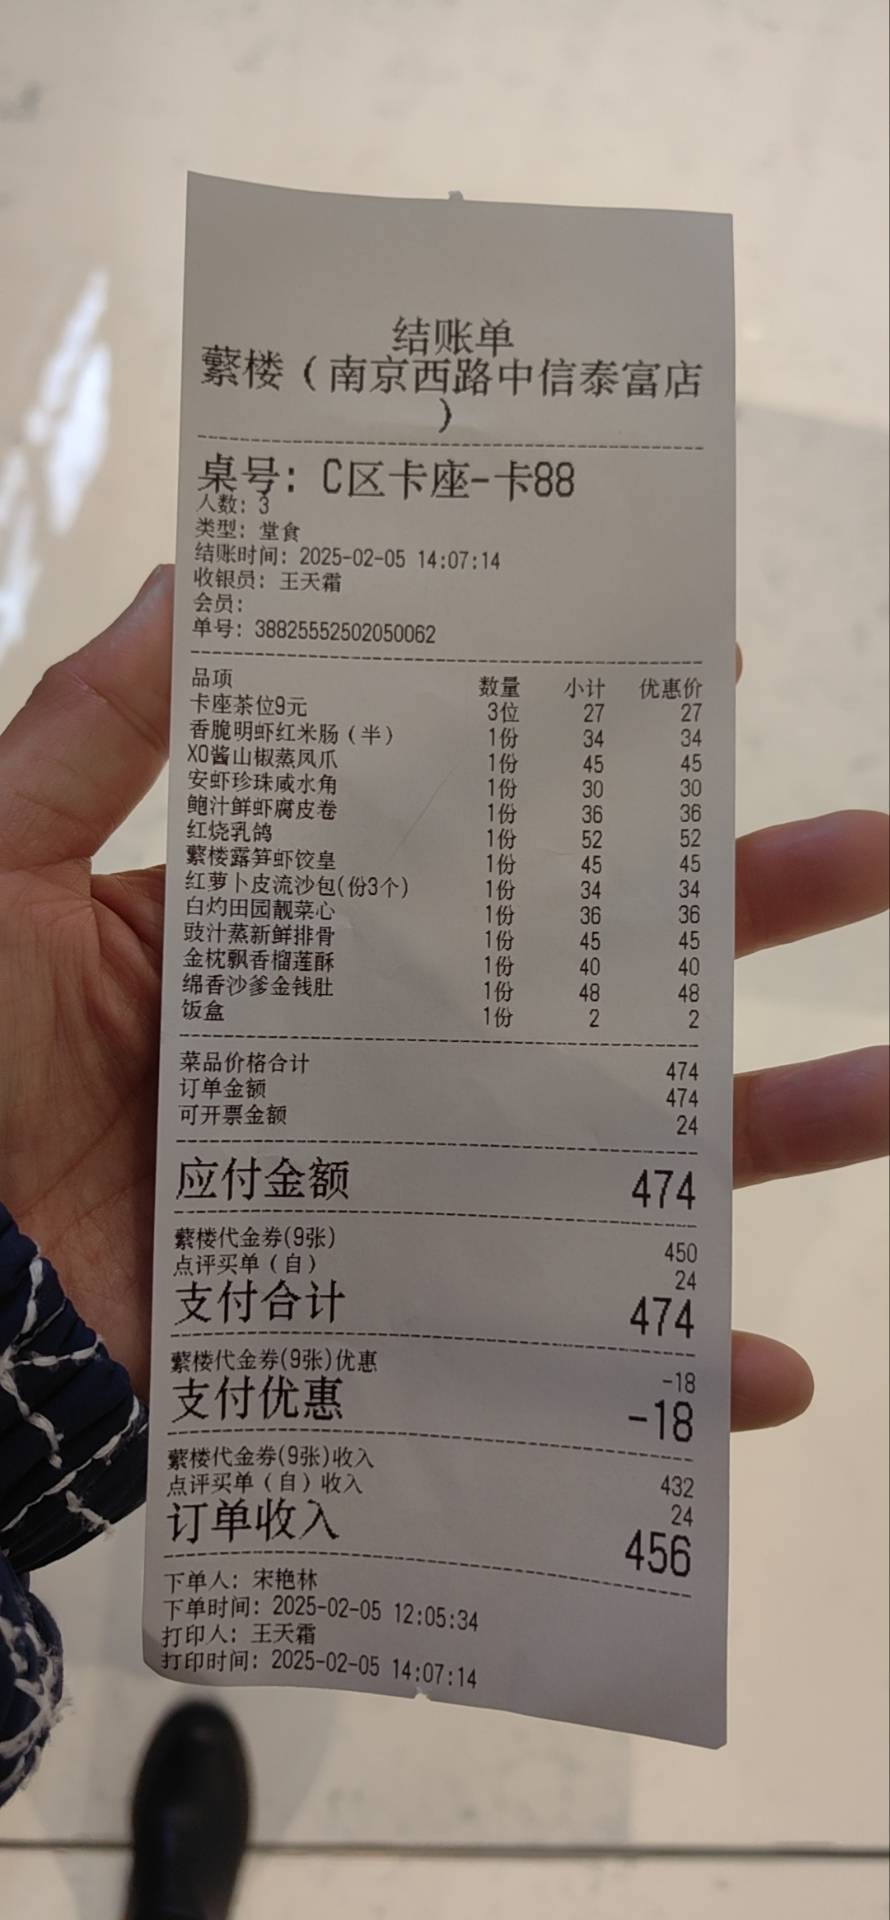 结账单
蘩楼（南京西路中信泰富店
）
桌号: C区卡座-卡88
人数: 3
类型: 堂食
结账时间: 2025-02-05 14:07:14
收银员: 王天霜
会员:
单号: 38825552502050062
品项 数量 小计 优惠价
卡座茶位9元 3位 27 27
香脆明虾红米肠（半） 1份 34 34
XO酱山椒蒸凤爪 1份 45 45
安虾珍珠咸水角 1份 30 30
鲍汁鲜虾腐皮卷 1份 36 36
红烧乳鸽 1份 52 52
蘩楼露笋虾饺皇 1份 45 45
红萝卜皮流沙包(份3个) 1份 34 34
白灼田园靓菜心 1份 36 36
豉汁蒸新鲜排骨 1份 45 45
金枕飘香榴莲酥 1份 40 40
绵香沙爹金钱肚 1份 48 48
饭盒 1份 2 2
菜品价格合计 474
订单金额 474
可开票金额 24
应付金额 474
蘩楼代金券(9张) 450
点评买单（自） 24
支付合计 474
蘩楼代金券(9张)优惠 -18
支付优惠 -18
蘩楼代金券(9张)收入 432
点评买单（自）收入 24
订单收入 456
下单人: 宋艳林
下单时间: 2025-02-05 12:05:34
打印人: 王天霜
打印时间: 2025-02-05 14:07:14